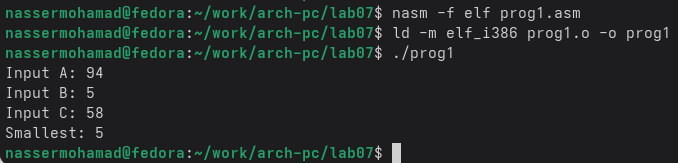 nassermohamad@fedora:~/work/arch-pc/lab07$ nasm -f elf prog1.asm
nassermohamad@fedora:~/work/arch-pc/lab07$ ld -m elf_i386 prog1.o -o prog1
nassermohamad@fedora:~/work/arch-pc/lab07$ ./prog1
Input A: 94
Input B: 5
Input C: 58
Smallest: 5
nassermohamad@fedora:~/work/arch-pc/lab07$